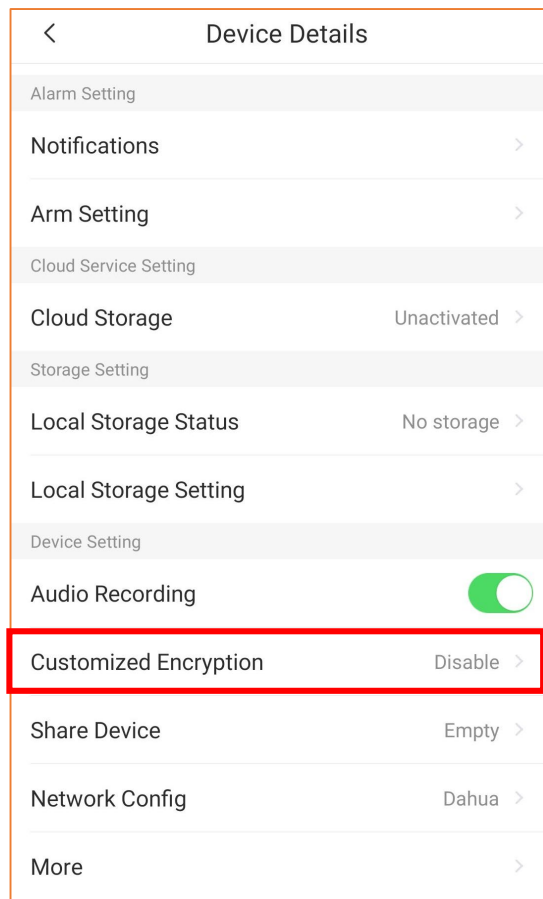 Device Details
Alarm Setting
Notifications
Arm Setting
Cloud Service Setting
Cloud Storage Unactivated
Storage Setting
Local Storage Status No storage
Local Storage Setting
Device Setting
Audio Recording
Customized Encryption Disable
Share Device Empty
Network Config Dahua
More